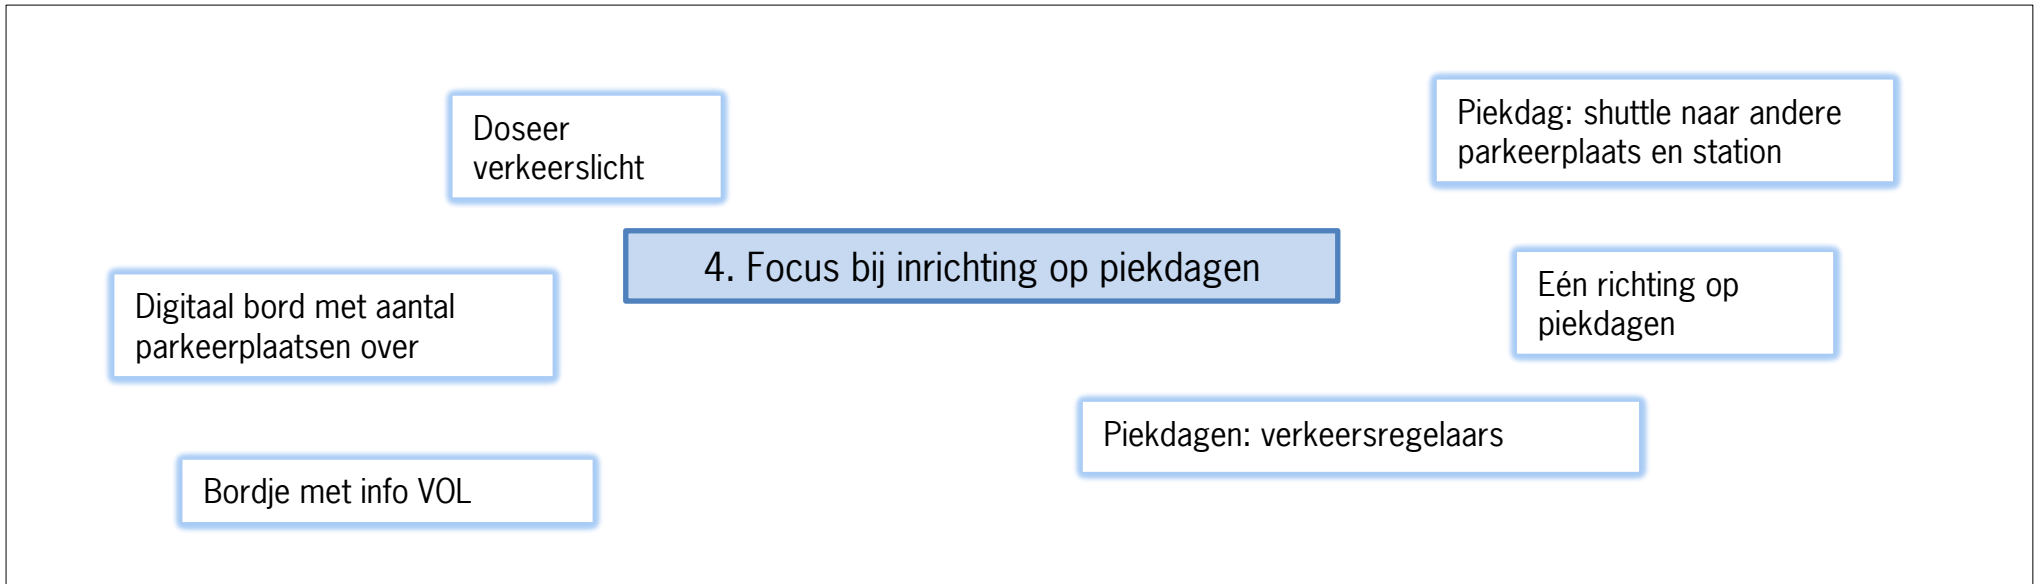 Doseer
verkeerslicht
Piekdag: shuttle naar andere
parkeerplaats en station
4. Focus bij inrichting op piekdagen
Digitaal bord met aantal
parkeerplaatsen over
Eén richting op
piekdagen
Piekdagen: verkeersregelaars
Bordje met info VOL